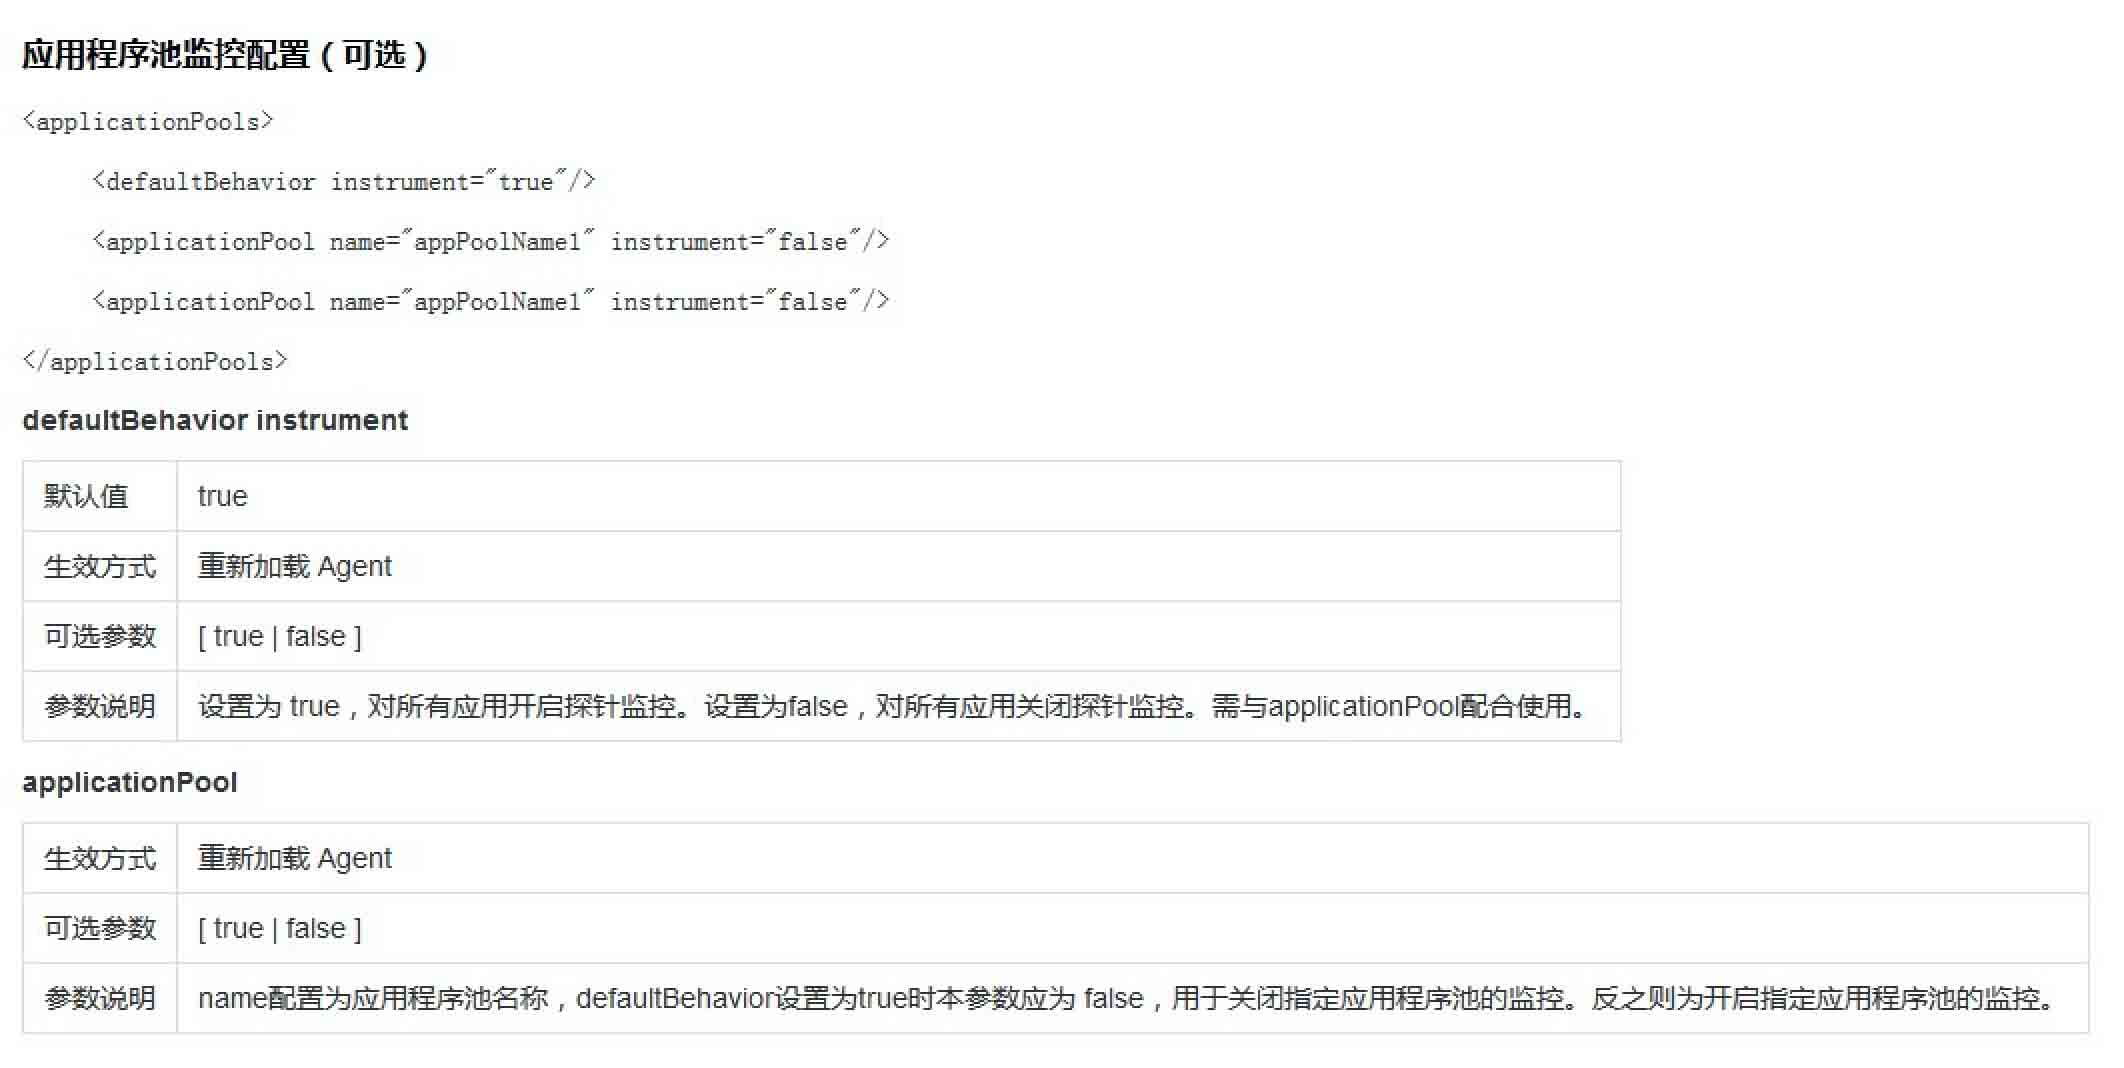 应用程序池监控配置（可选）
<applicationPools>
<defaultBehavior instrument="true"/>
<applicationPool name="appPoolName1" instrument="false"/>
<applicationPool name="appPoolName1" instrument="false"/>
</applicationPools>
defaultBehavior instrument
默认值 true
生效方式 重新加载 Agent
可选参数 [ true | false ]
参数说明 设置为 true，对所有应用开启探针监控。设置为false，对所有应用关闭探针监控。需与applicationPool配合使用。
applicationPool
生效方式 重新加载 Agent
可选参数 [ true | false ]
参数说明 name配置为应用程序池名称，defaultBehavior设置为true时本参数应为 false，用于关闭指定应用程序池的监控。反之则为开启指定应用程序池的监控。